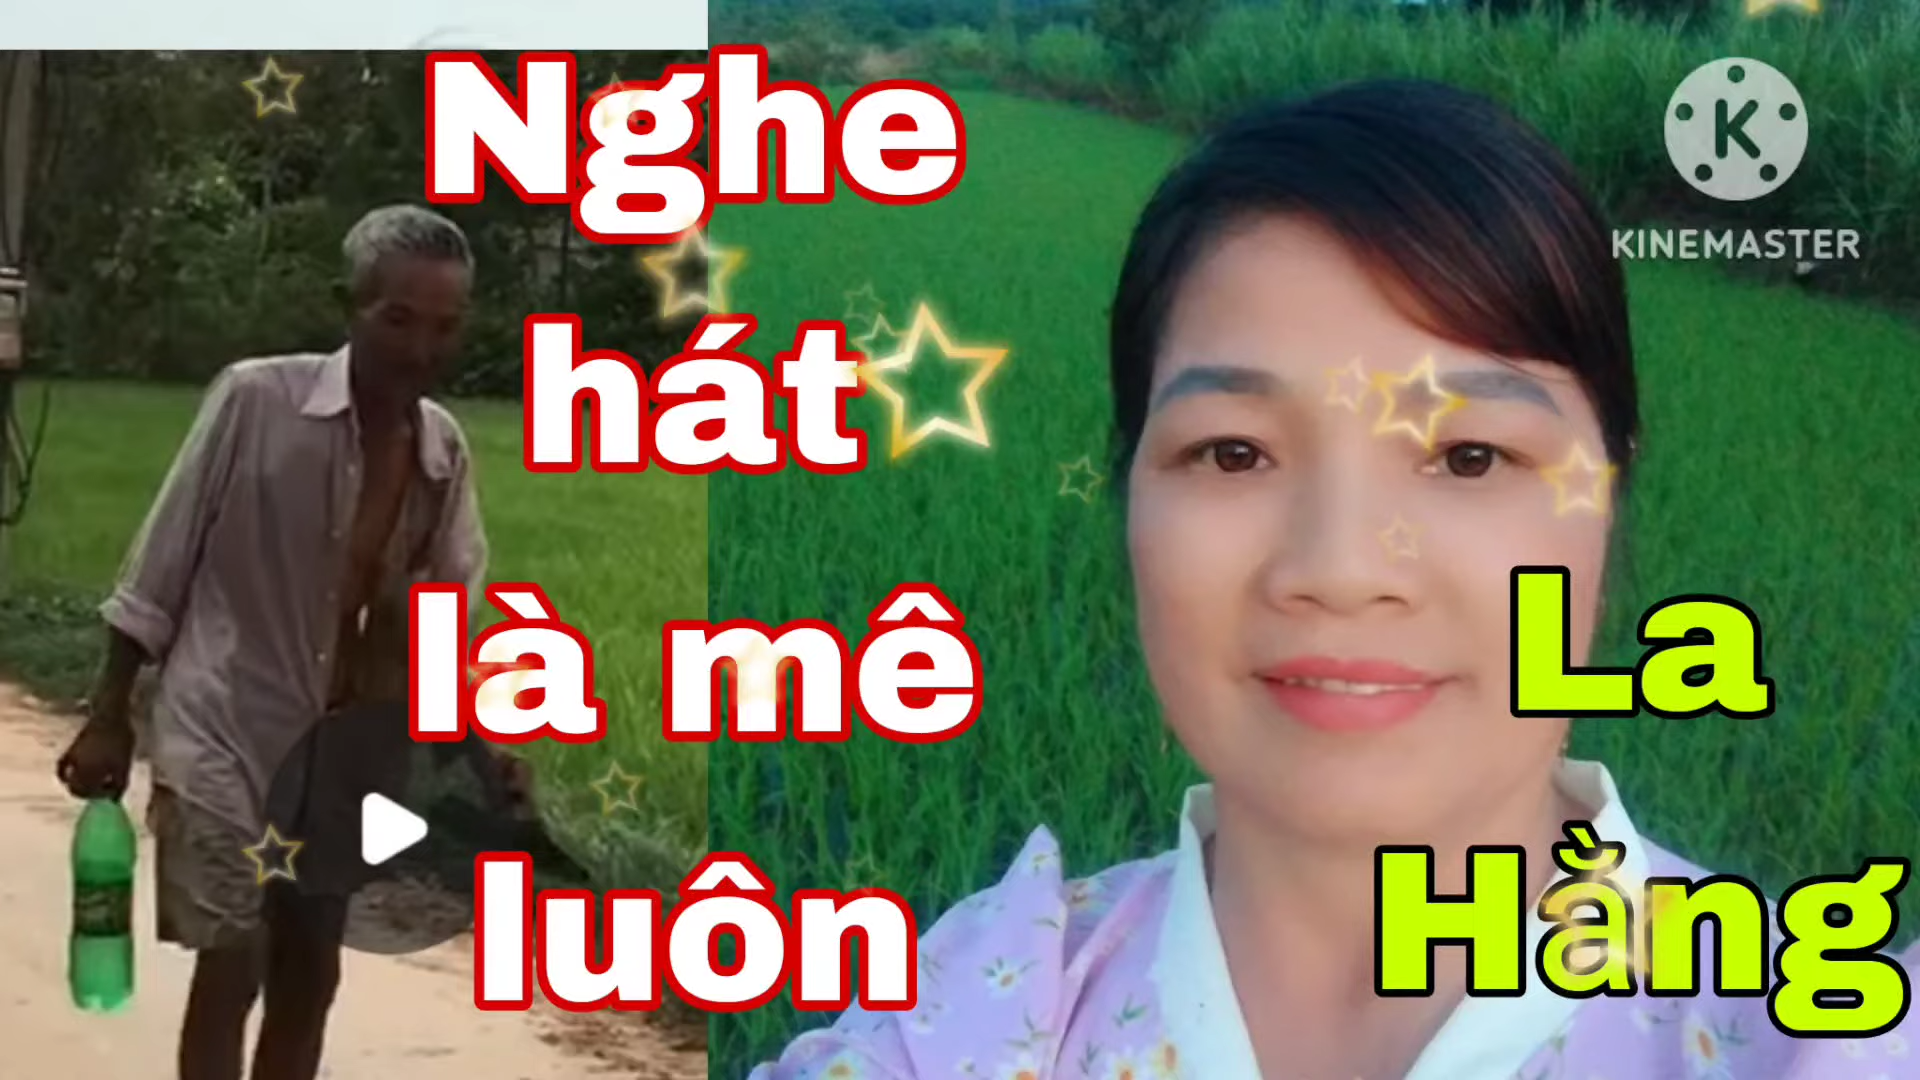 Nghe
hát
là mê
luôn
K
KINEMASTER
La
Hằng